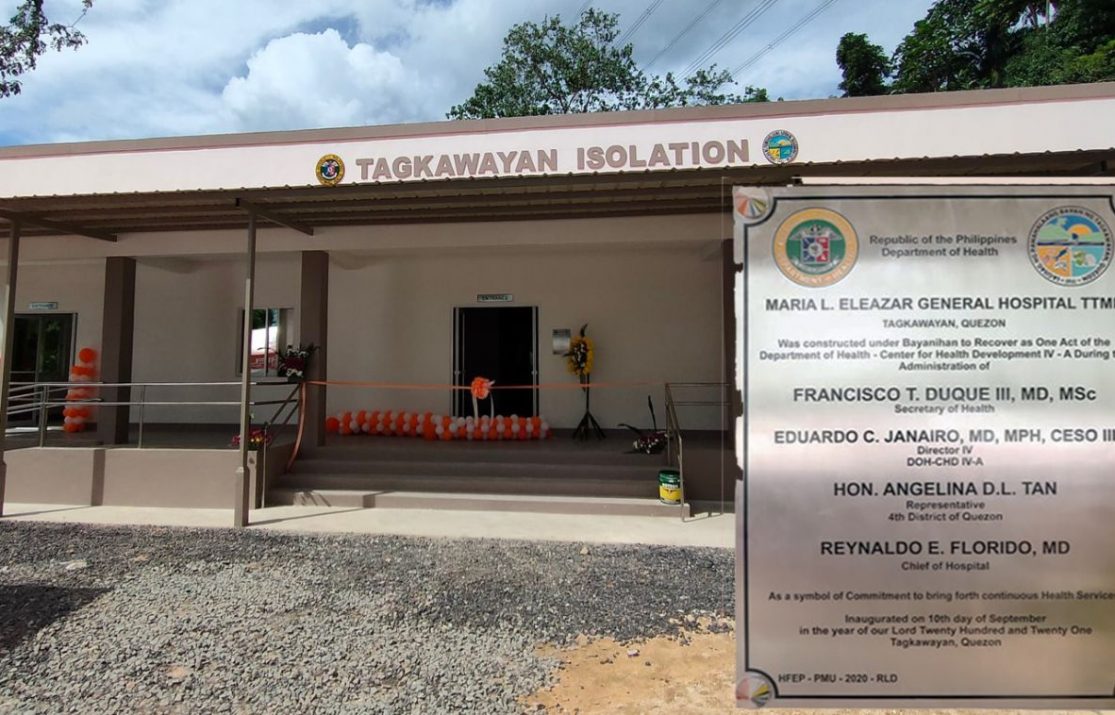 TAGKAWAYAN ISOLATION
ENTRANCE
Republic of the Philippines
Department of Health
MARIA L. ELEAZAR GENERAL HOSPITAL
TAGKAWAYAN, QUEZON
Was constructed under Bayanihan to Recover as One Act of the
Department of Health - Center for Health Development IV - A During
Administration of
FRANCISCO T. DUQUE III, MD, MSc
Secretary of Health
EDUARDO C. JANAIRO, MD, MPH, CESO III
Director IV
DOH-CHD IV-A
HON. ANGELINA D.L. TAN
Representative
4th District of Quezon
REYNALDO E. FLORIDO, MD
Chief of Hospital
As a symbol of Commitment to bring forth continuous Health
Inaugurated on 10th day of September
in the year of our Lord Twenty Hundred and Twenty One
Tagkawayan, Quezon
HFEP - PMU - 2020 - RLD